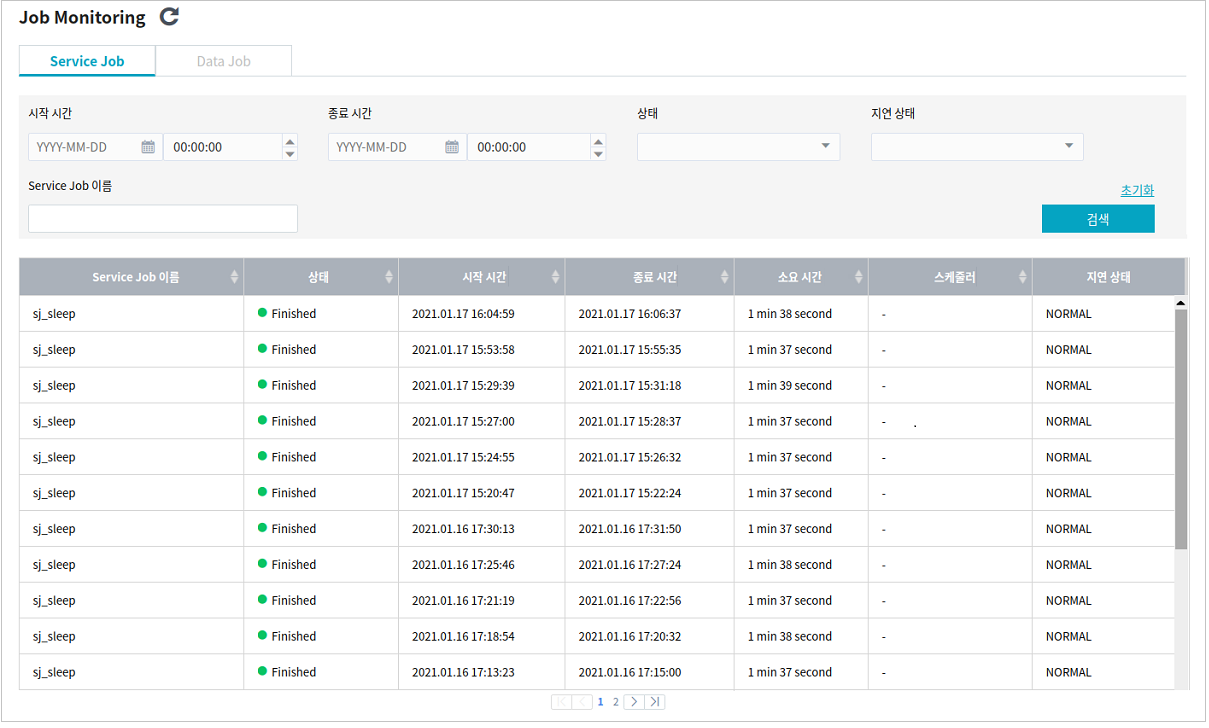 Job Monitoring
Service Job Data Job
시작 시간 종료 시간 상태 지연 상태
YYYY-MM-DD 00:00:00 YYYY-MM-DD 00:00:00
Service Job 이름
초기화
검색
Service Job 이름 상태 시작 시간 종료 시간 소요 시간 스케줄러 지연 상태
sj_sleep Finished 2021.01.17 16:04:59 2021.01.17 16:06:37 1 min 38 second - NORMAL
sj_sleep Finished 2021.01.17 15:53:58 2021.01.17 15:55:35 1 min 37 second - NORMAL
sj_sleep Finished 2021.01.17 15:29:39 2021.01.17 15:31:18 1 min 39 second - NORMAL
sj_sleep Finished 2021.01.17 15:27:00 2021.01.17 15:28:37 1 min 37 second - . NORMAL
sj_sleep Finished 2021.01.17 15:24:55 2021.01.17 15:26:32 1 min 37 second - NORMAL
sj_sleep Finished 2021.01.17 15:20:47 2021.01.17 15:22:24 1 min 37 second - NORMAL
sj_sleep Finished 2021.01.16 17:30:13 2021.01.16 17:31:50 1 min 37 second - NORMAL
sj_sleep Finished 2021.01.16 17:25:46 2021.01.16 17:27:24 1 min 38 second - NORMAL
sj_sleep Finished 2021.01.16 17:21:19 2021.01.16 17:22:56 1 min 37 second - NORMAL
sj_sleep Finished 2021.01.16 17:18:54 2021.01.16 17:20:32 1 min 38 second - NORMAL
sj_sleep Finished 2021.01.16 17:13:23 2021.01.16 17:15:00 1 min 37 second - NORMAL
1 2